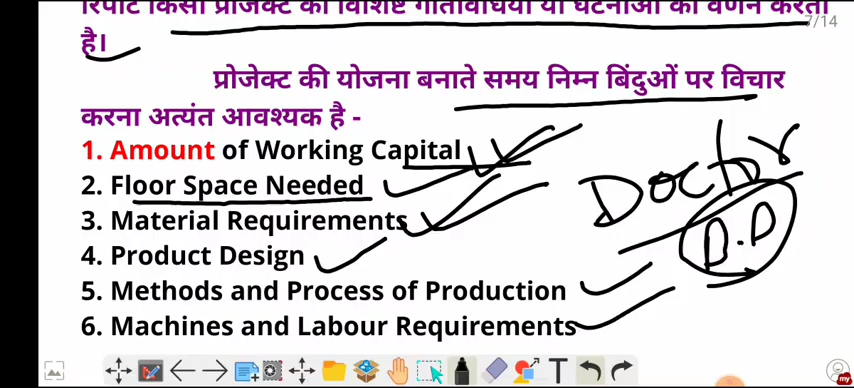 रिपोर्ट किसी प्रोजेक्ट की विशिष्ट गतिविधियों या घटनाओं का वर्णन करती
7/14
है।
प्रोजेक्ट की योजना बनाते समय निम्न बिंदुओं पर विचार
करना अत्यंत आवश्यक है -
1. Amount of Working Capital
2. Floor Space Needed
3. Material Requirements
4. Product Design
5. Methods and Process of Production
6. Machines and Labour Requirements
Doctor
D.D
T
my